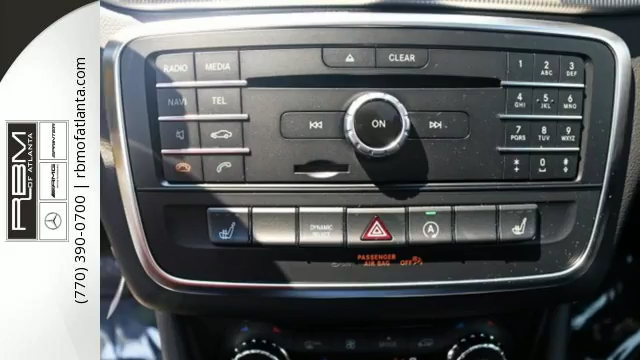 RBM
OF ATLANTA
AMG
SPRINTER
(770) 390-0700 | rbmofatlanta.com
RADIO MEDIA
CLEAR
1 2 ABC 3 DEF
NAVI TEL
4 GHI 5 JKL 6 MNO
ON
7 PQRS 8 TUV 9 WXYZ
* + 0 #
DYNAMIC SELECT
A
PASSENGER
AIR BAG OFF